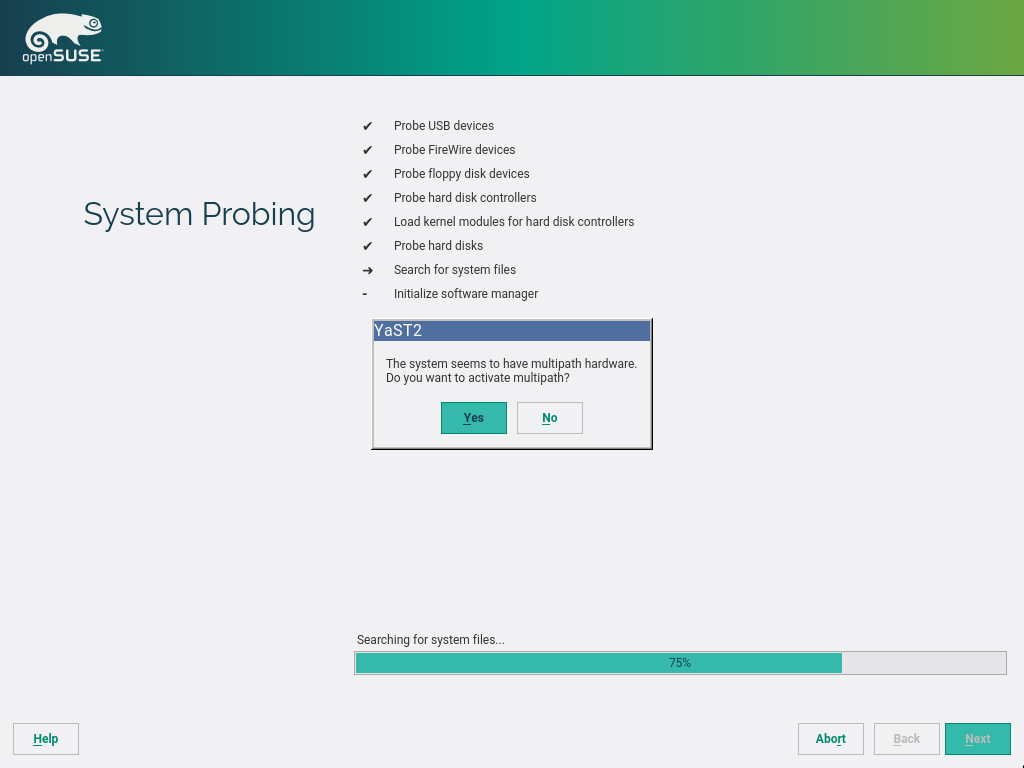 openSUSE
System Probing
✔ Probe USB devices
✔ Probe FireWire devices
✔ Probe floppy disk devices
✔ Probe hard disk controllers
✔ Load kernel modules for hard disk controllers
✔ Probe hard disks
➜ Search for system files
- Initialize software manager
YaST2
The system seems to have multipath hardware.
Do you want to activate multipath?
Yes No
Searching for system files...
75%
Help Abort Back Next